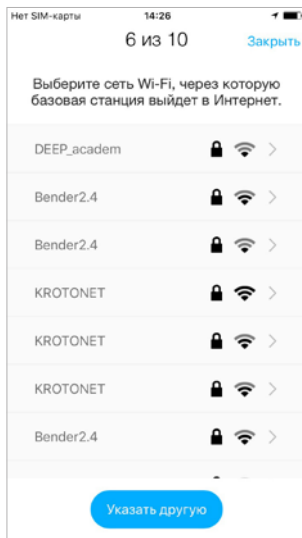 Нет SIM-карты 14:26
6 из 10 Закрыть
Выберите сеть Wi-Fi, через которую
базовая станция выйдет в Интернет.
DEEP_academ
Bender2.4
Bender2.4
KROTONET
KROTONET
KROTONET
Bender2.4
Указать другую